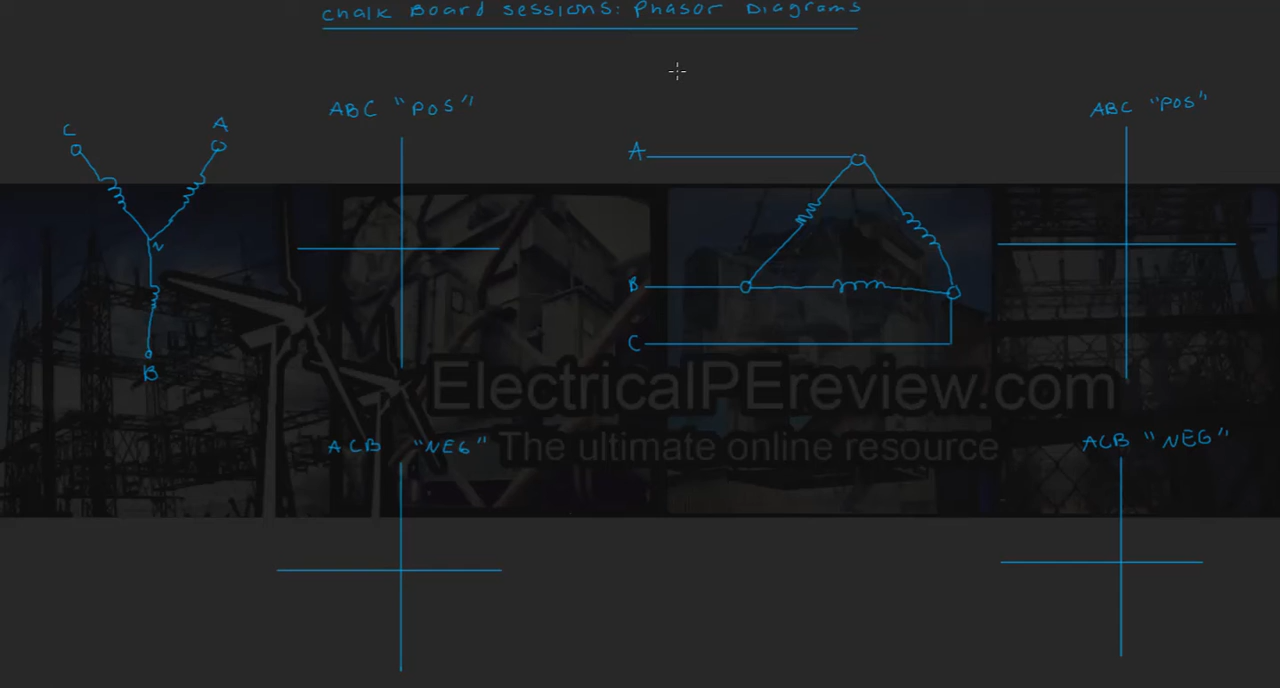 Chalk Board Sessions: Phasor Diagrams
ABC "POS"
ABC "POS"
C
A
A
N
B
B
C
ElectricalPEreview.com
ACB "NEG"
The ultimate online resource
ACB "NEG"